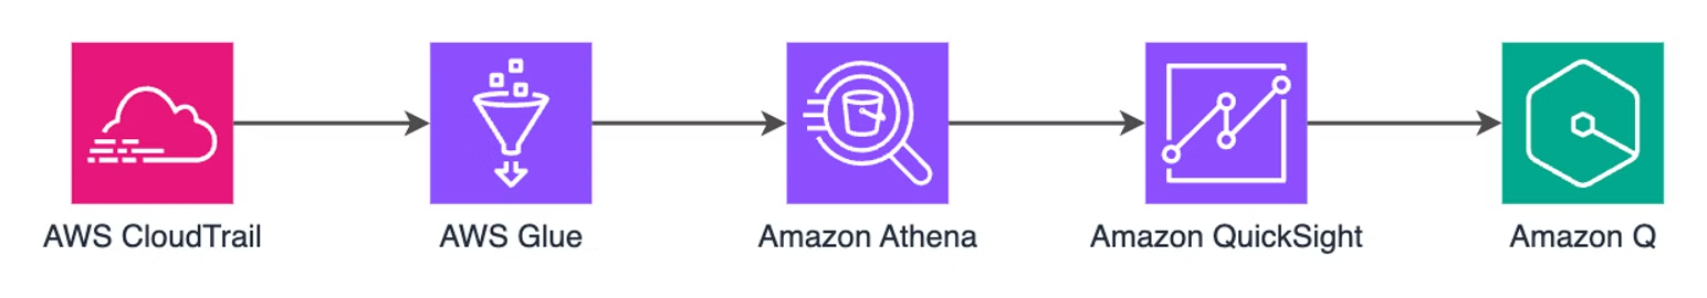 AWS CloudTrail
AWS Glue
Amazon Athena
Amazon QuickSight
Amazon Q